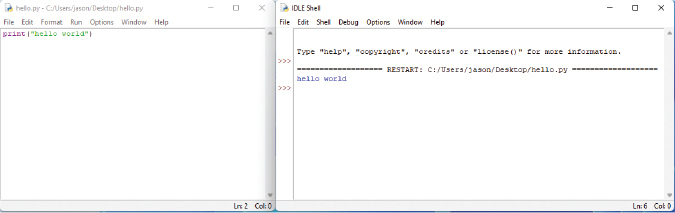 hello.py - C:/Users/jason/Desktop/hello.py
File Edit Format Run Options Window Help
print("hello world")
Ln: 2 Col: 0
IDLE Shell
File Edit Shell Debug Options Window Help
Type "help", "copyright", "credits" or "license()" for more information.
>>>
=================== RESTART: C:/Users/jason/Desktop/hello.py ===================
hello world
>>>
Ln: 6 Col: 0